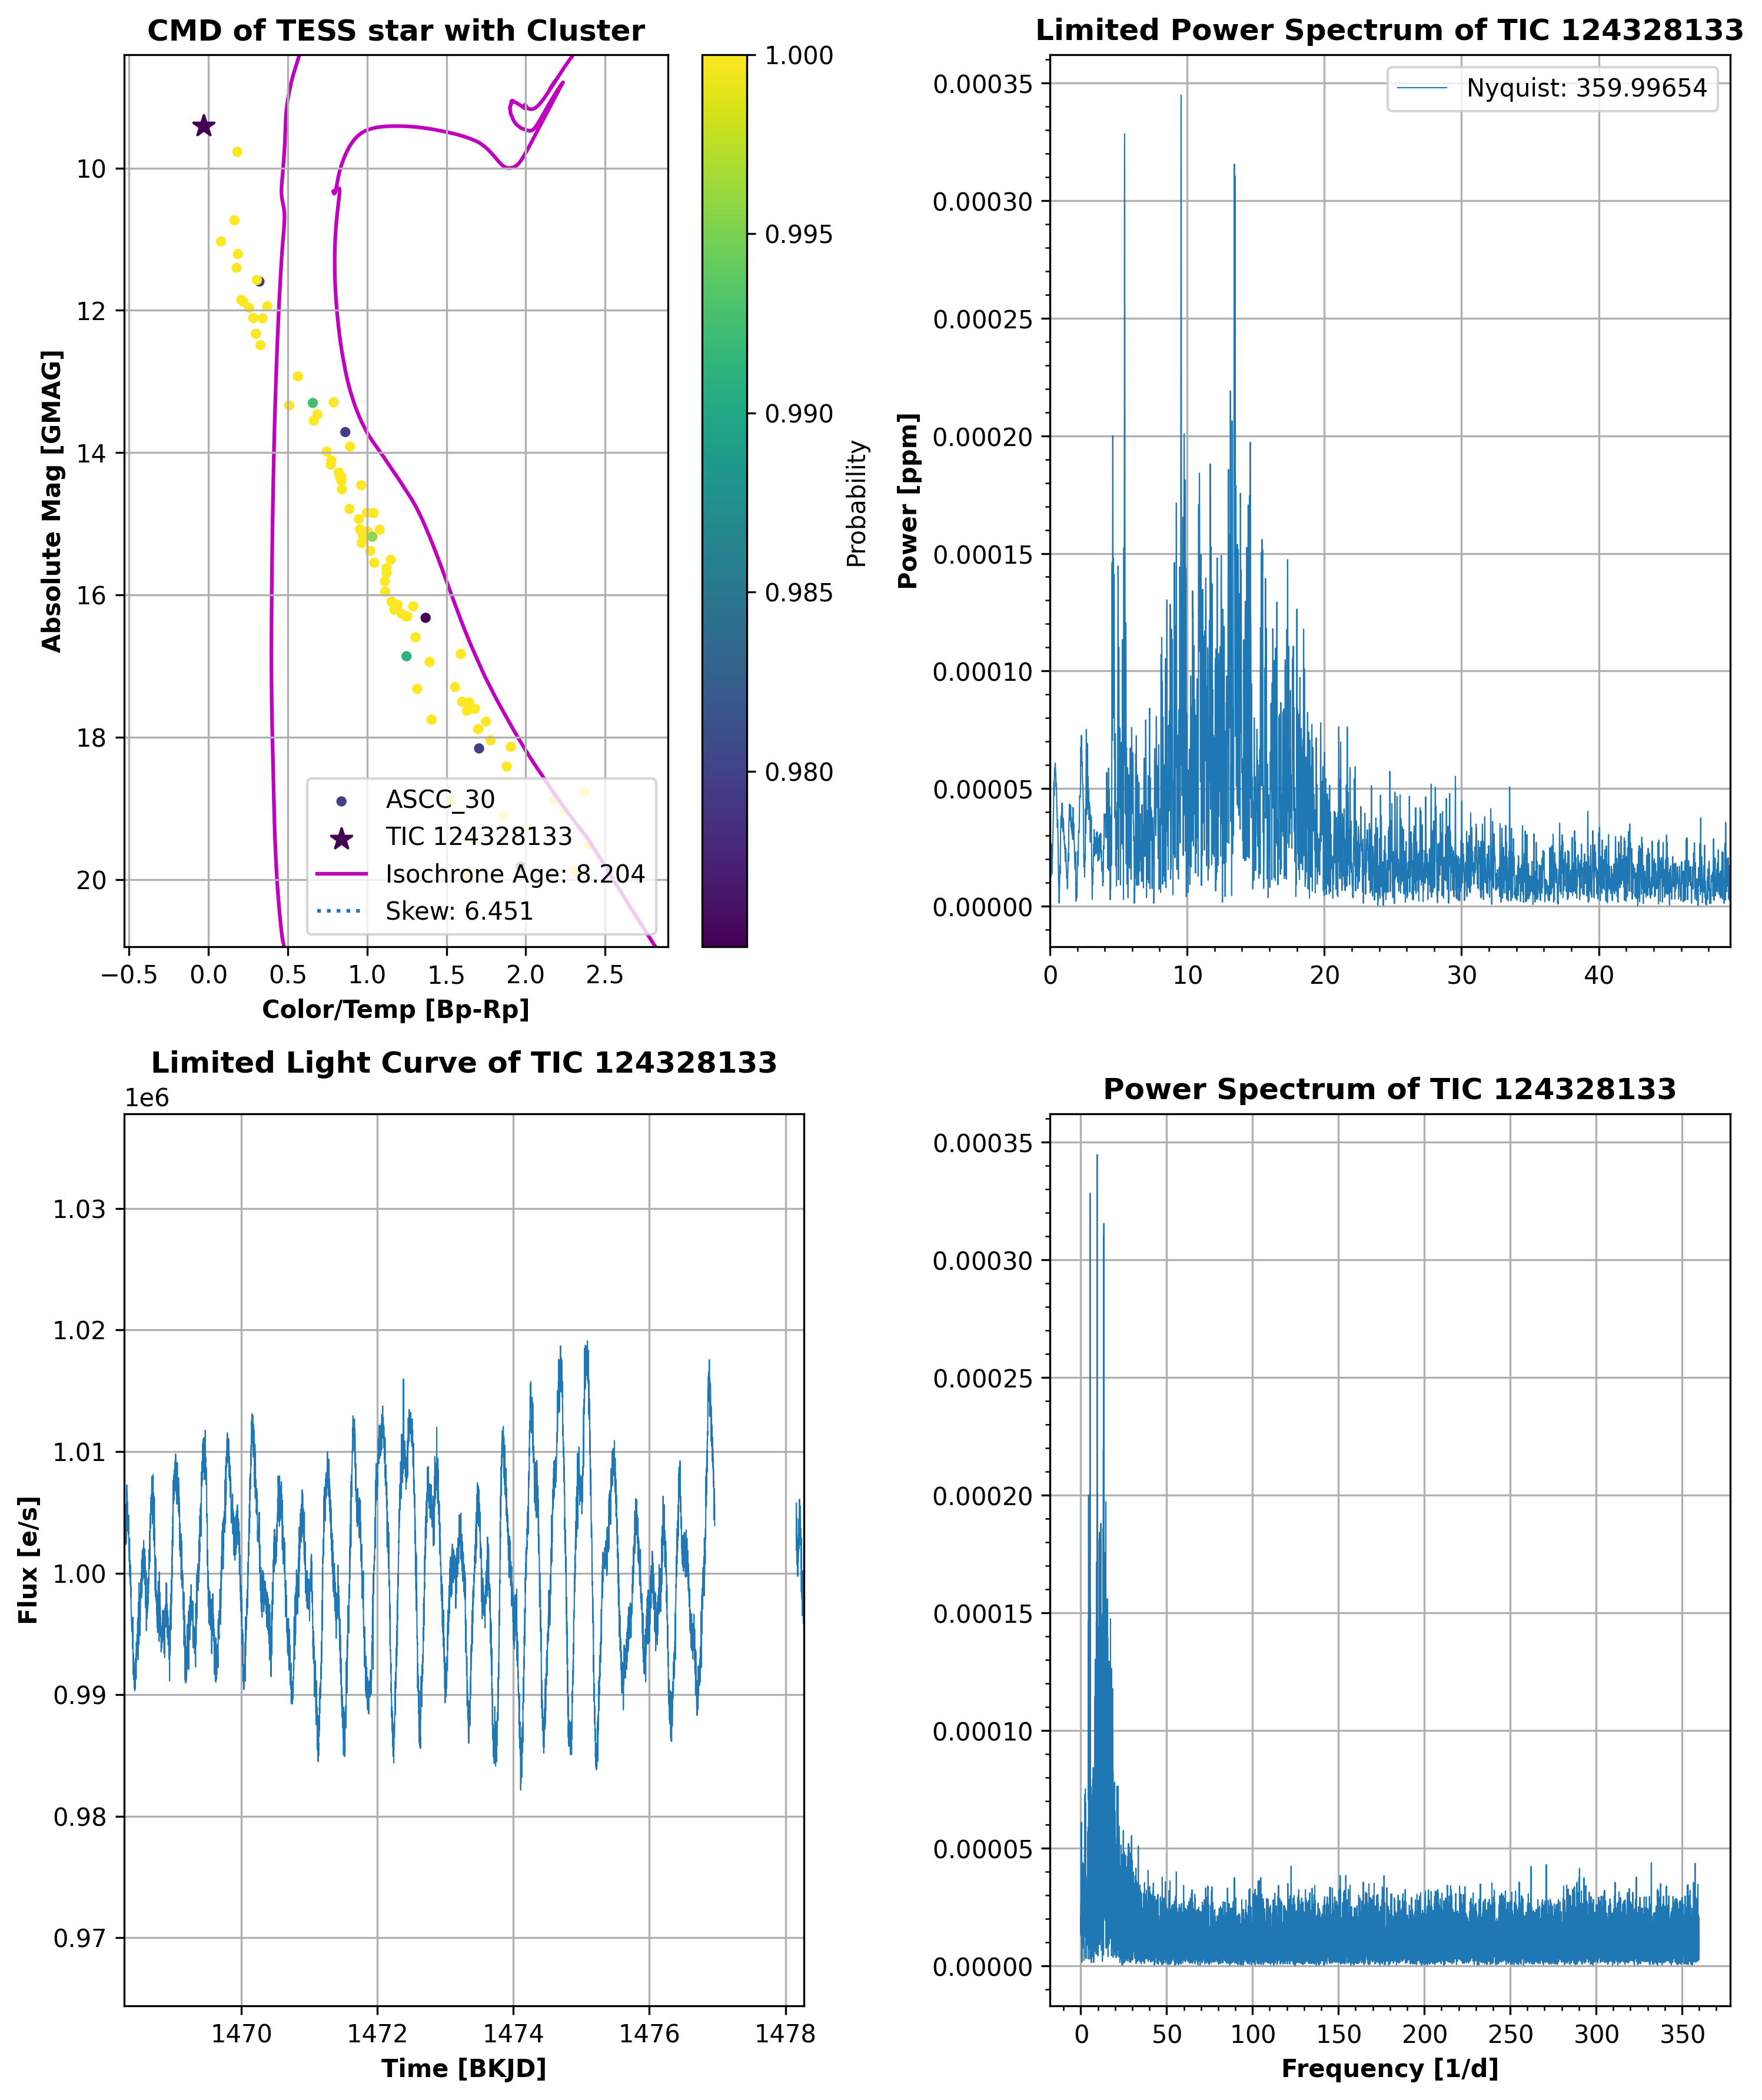 CMD of TESS star with Cluster
10
12
14
16
18
20
Absolute Mag [GMAG]
−0.5 0.0 0.5 1.0 1.5 2.0 2.5
Color/Temp [Bp-Rp]
ASCC_30
TIC 124328133
Isochrone Age: 8.204
Skew: 6.451
1.000
0.995
0.990
0.985
0.980
Probability
Limited Power Spectrum of TIC 124328133
Nyquist: 359.99654
0.00035
0.00030
0.00025
0.00020
0.00015
0.00010
0.00005
0.00000
Power [ppm]
0 10 20 30 40
Limited Light Curve of TIC 124328133
1e6
1.03
1.02
1.01
1.00
0.99
0.98
0.97
Flux [e/s]
1470 1472 1474 1476 1478
Time [BKJD]
Power Spectrum of TIC 124328133
0.00035
0.00030
0.00025
0.00020
0.00015
0.00010
0.00005
0.00000
0 50 100 150 200 250 300 350
Frequency [1/d]